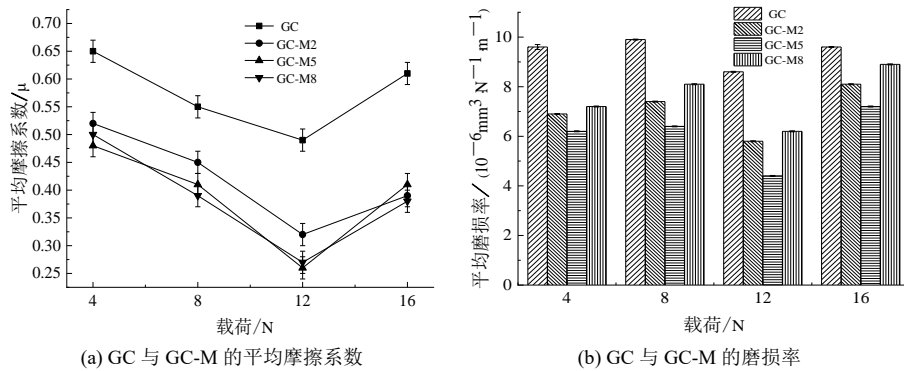 0.70
0.65
0.60
0.55
0.50
0.45
0.40
0.35
0.30
0.25
平均摩擦系数/μ
GC
GC-M2
GC-M5
GC-M8
4 8 12 16
载荷/N
(a) GC 与 GC-M 的平均摩擦系数
10
8
6
4
2
0
平均磨损率/ (10−6mm3 N−1 m−1)
GC
GC-M2
GC-M5
GC-M8
4 8 12 16
载荷/N
(b) GC 与 GC-M 的磨损率